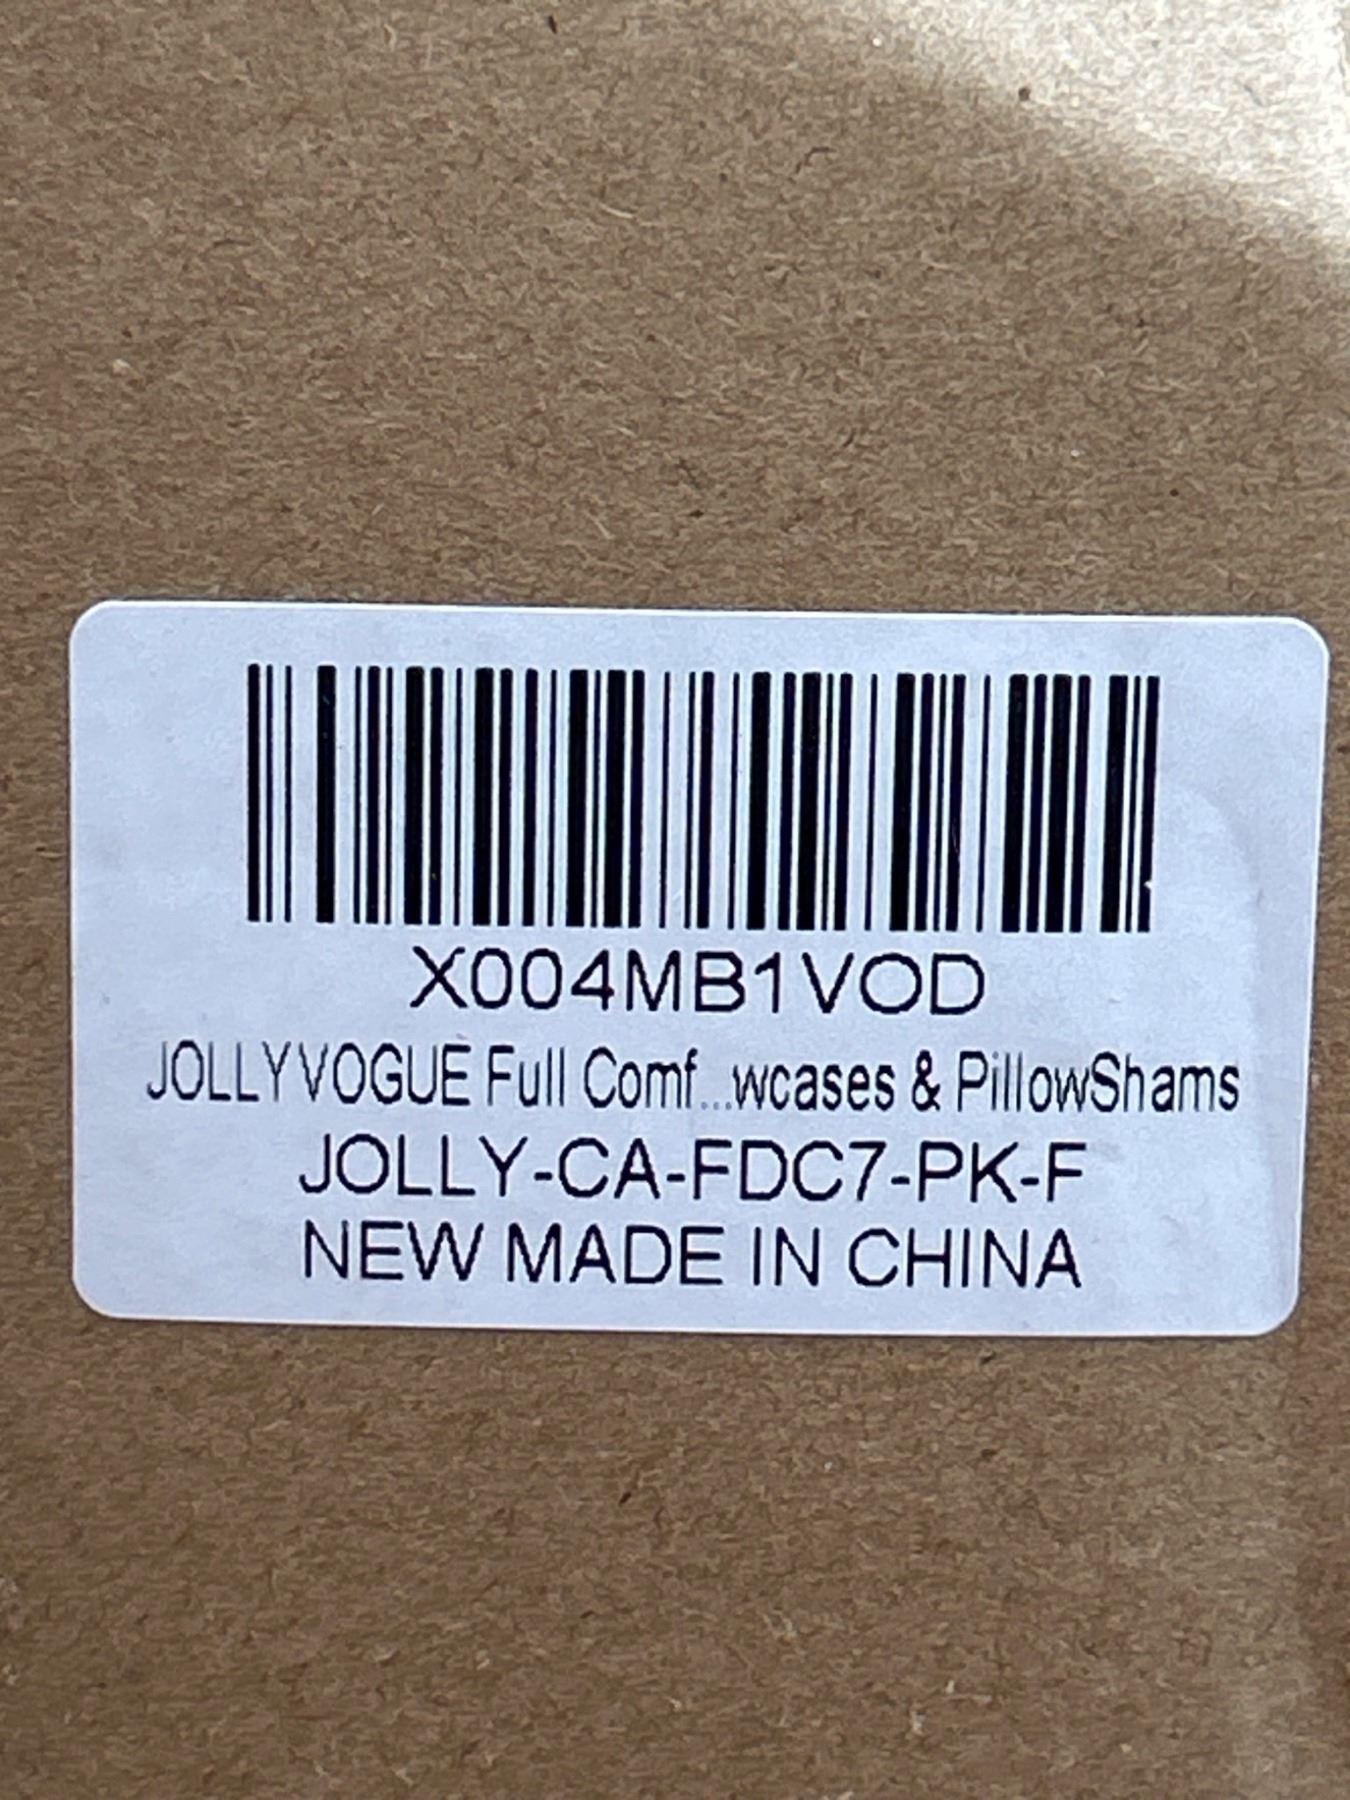 X004MB1VOD
JOLLYVOGUE Full Comf...wcases & PillowShams
JOLLY-CA-FDC7-PK-F
NEW MADE IN CHINA